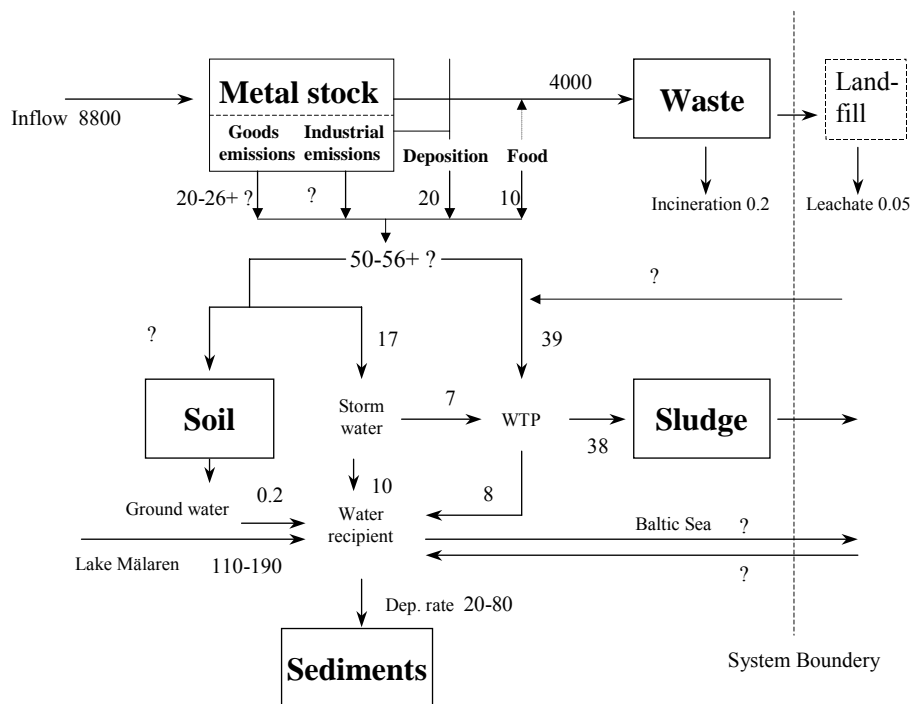 Inflow 8800
Metal stock
Goods emissions
Industrial emissions
Deposition
Food
4000
Waste
Land-
fill
20-26+ ?
?
20
10
Incineration 0.2
Leachate 0.05
50-56+ ?
?
?
17
39
Soil
Storm
water
7
WTP
38
Sludge
Ground water
0.2
10
8
Water
recipient
Baltic Sea
?
Lake Mälaren
110-190
?
Dep. rate 20-80
Sediments
System Boundery